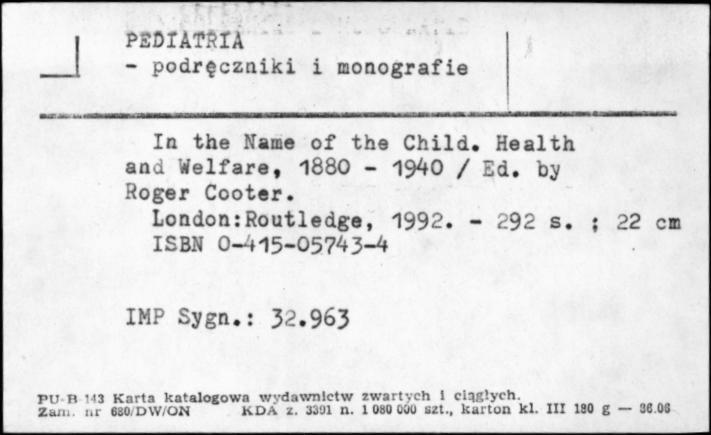 PEDIATRIA
- podręczniki i monografie
In the Name of the Child. Health
and Welfare, 1880 - 1940 / Ed. by
Roger Cooter.
London:Routledge, 1992. - 292 s. ; 22 cm
ISBN 0-415-05743-4
IMP Sygn.: 32.963
PU-B-143 Karta katalogowa wydawnictw zwartych i ciągłych.
Zam. nr 680/DW/ON KDA z. 3391 n. 1 080 000 szt., karton kl. III 180 g — 86.06